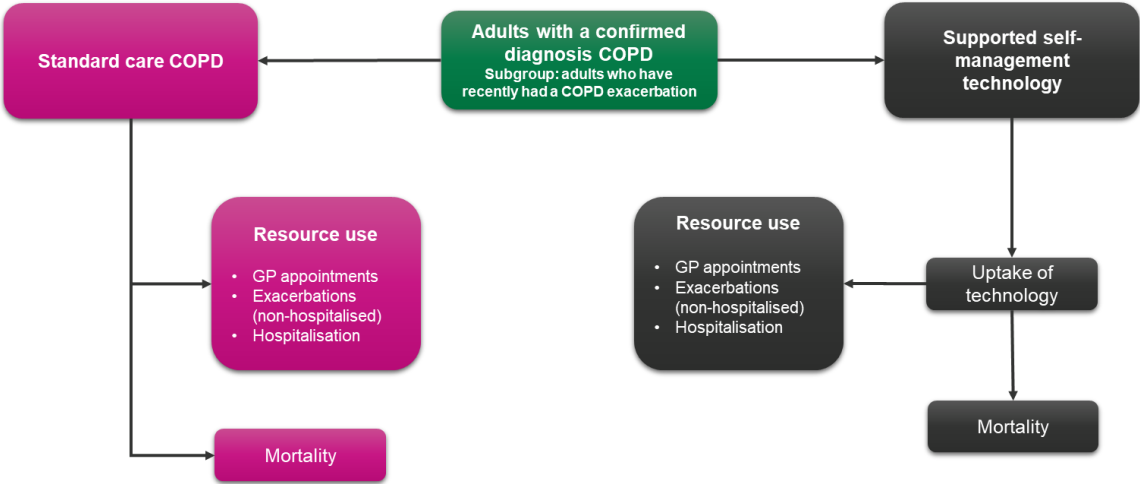 Standard care COPD
Adults with a confirmed
diagnosis COPD
Subgroup: adults who have
recently had a COPD exacerbation
Supported self-
management
technology
Resource use
• GP appointments
• Exacerbations
(non-hospitalised)
• Hospitalisation
Resource use
• GP appointments
• Exacerbations
(non-hospitalised)
• Hospitalisation
Uptake of
technology
Mortality
Mortality